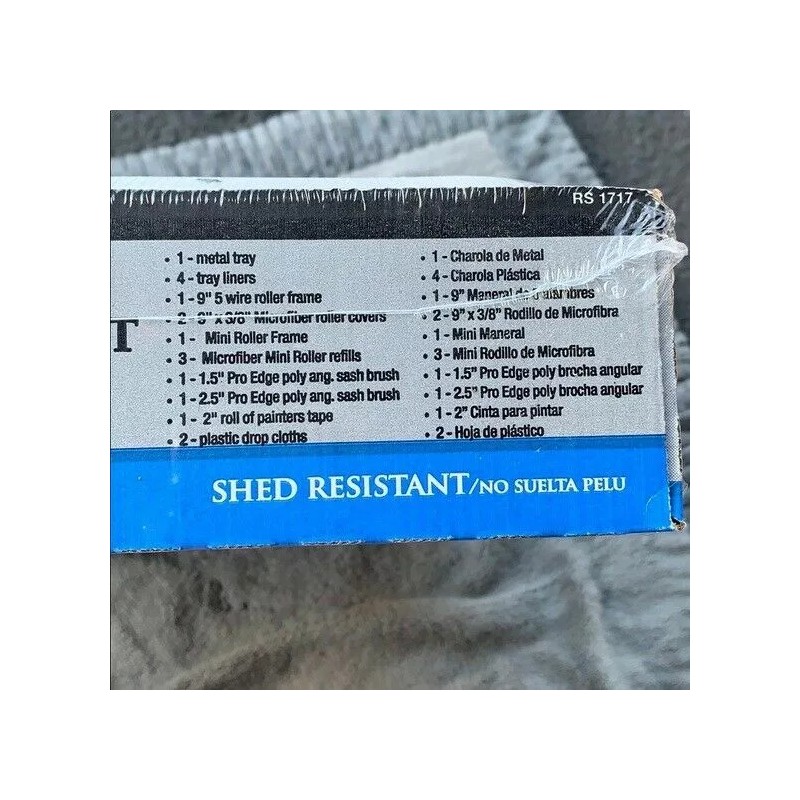 RS 1717
• 1 - metal tray
• 4 - tray liners
• 1 - 9" 5 wire roller frame
• 2 - 9" x 3/8" Microfiber roller covers
• 1 - Mini Roller Frame
• 3 - Microfiber Mini Roller refills
• 1 - 1.5" Pro Edge poly ang. sash brush
• 1 - 2.5" Pro Edge poly ang. sash brush
• 1 - 2" roll of painters tape
• 2 - plastic drop cloths
• 1 - Charola de Metal
• 4 - Charola Plástica
• 1 - 9" Maneral de
• 2 - 9" x 3/8" Rodillo de Microfibra
• 1 - Mini Maneral
• 3 - Mini Rodillo de Microfibra
• 1 - 1.5" Pro Edge poly brocha angular
• 1 - 2.5" Pro Edge poly brocha angular
• 1 - 2" Cinta para pintar
• 2 - Hoja de plástico
T
SHED RESISTANT/NO SUELTA PELU